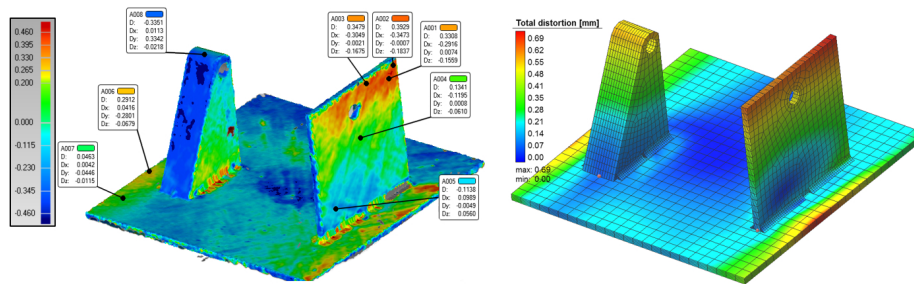 0.460
0.330
0.265
0.200
0.000
-0.145
-0.230
-0.345
-0.460
A008
D: -0.3351
Dx: 0.0113
Dy: 0.3342
Dz: -0.0218
A003
D: 0.3479
Dx: -0.3049
Dy: -0.0021
Dz: -0.1675
A002
D: 0.3929
Dx: -0.3473
Dy: -0.0007
Dz: -0.1837
A001
D: 0.3308
Dx: -0.2916
Dy: 0.0074
Dz: -0.1559
A006
D: 0.2912
Dx: 0.0416
Dy: -0.2801
Dz: -0.0679
A004
D: 0.1341
Dx: -0.1195
Dy: 0.0008
Dz: -0.0610
A007
D: 0.0463
Dx: 0.0042
Dy: -0.0446
Dz: -0.0115
A005
D: -0.1138
Dx: 0.0989
Dy: -0.0049
Dz: 0.0560
Total distortion [mm]
0.69
0.62
0.55
0.48
0.41
0.34
0.28
0.21
0.14
0.07
0.00
max: 0.69
min: 0.00